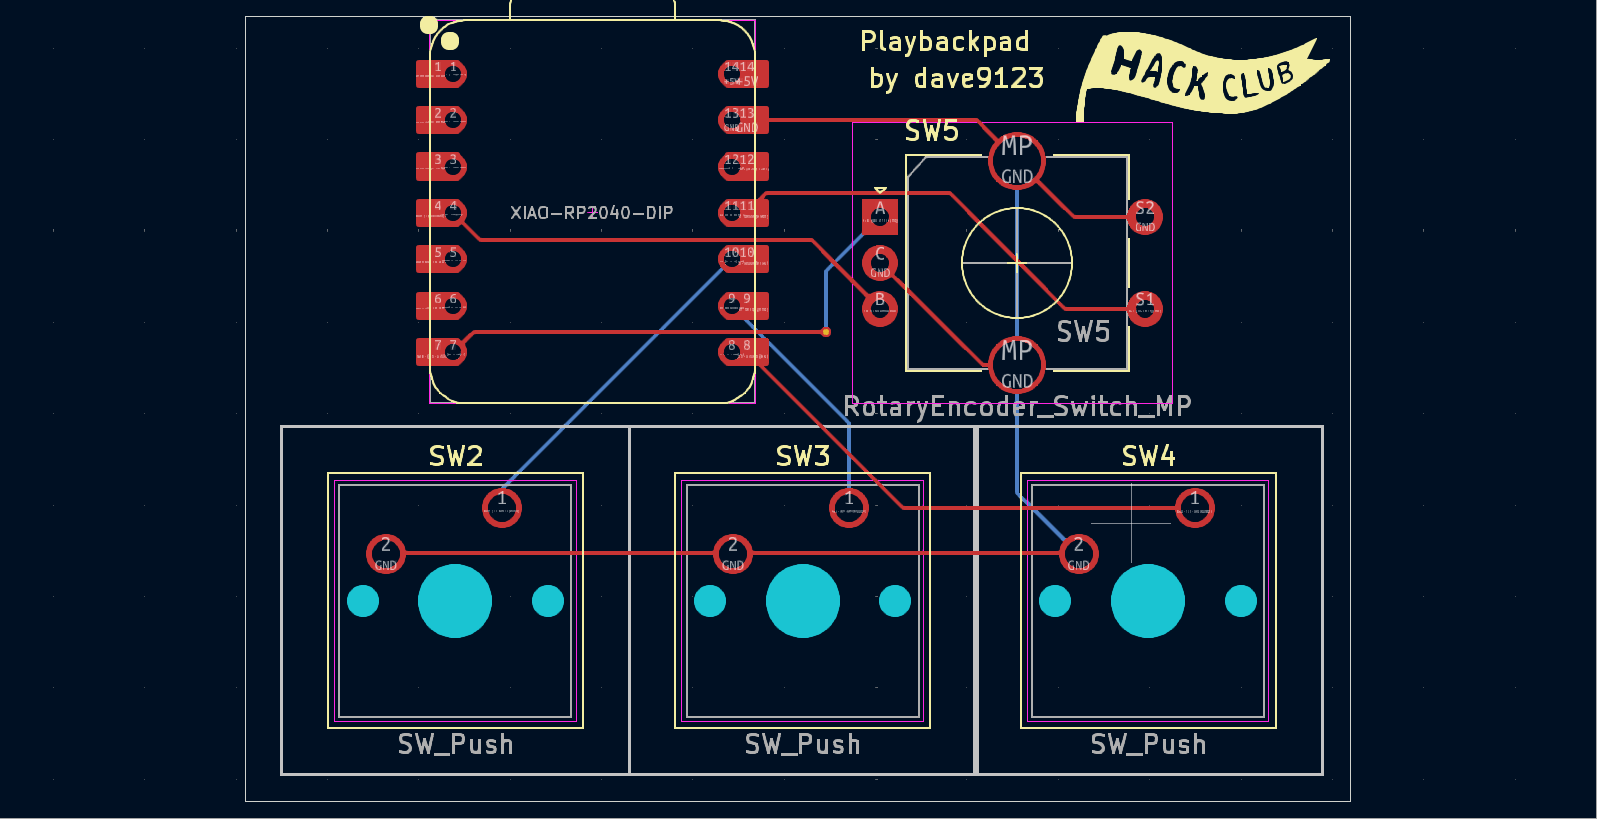 Playbackpad
by dave9123
HACK CLUB
1 1
1414
+5V
2 2
1313
GND GND
3 3
1212
4 4
XIAO-RP2040-DIP
1111
5 5
1010
6 6
9 9
7 7
8 8
SW5
MP
GND
A
S2
GND
C
GND
B
S1
SW5
MP
GND
RotaryEncoder_Switch_MP
SW2
SW3
SW4
1
1
1
2
GND
2
GND
2
GND
SW_Push
SW_Push
SW_Push